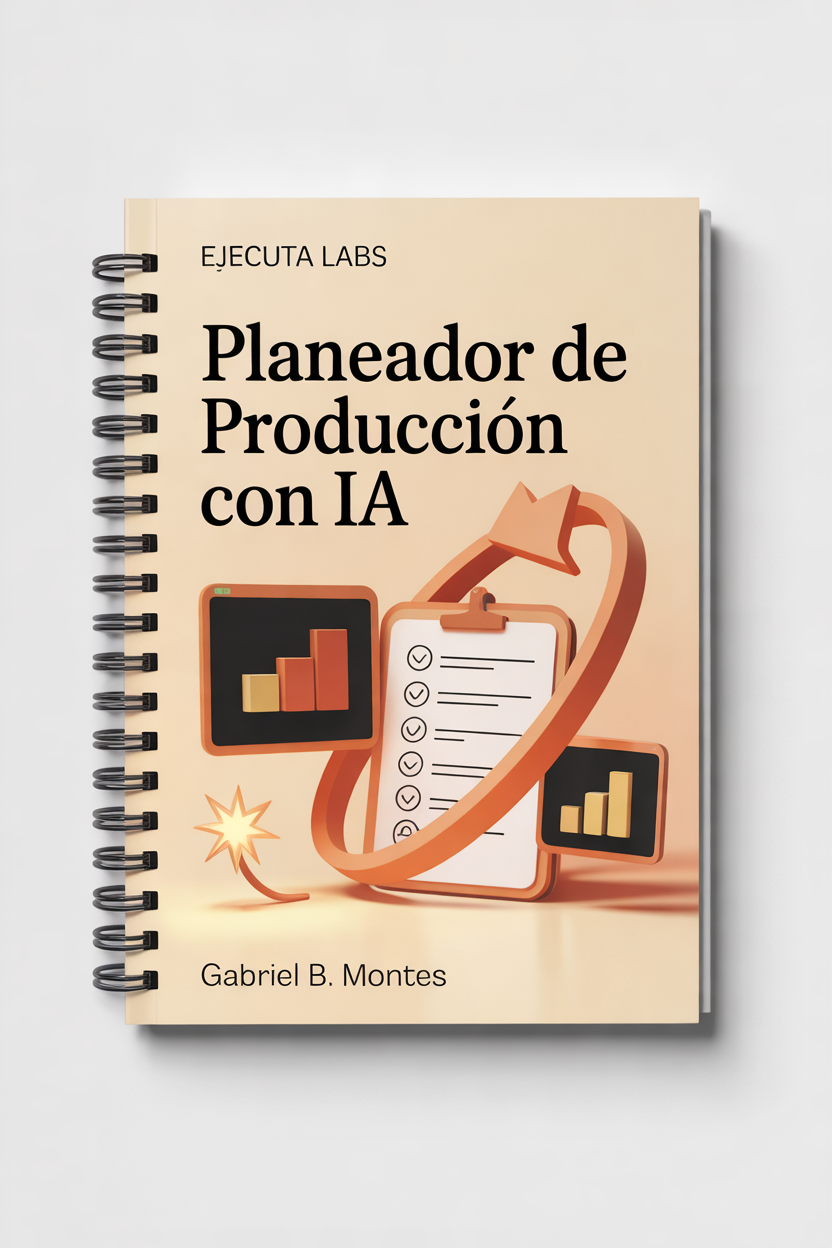 EJECUTA LABS
Planeador de
Producción
con IA
Gabriel B. Montes